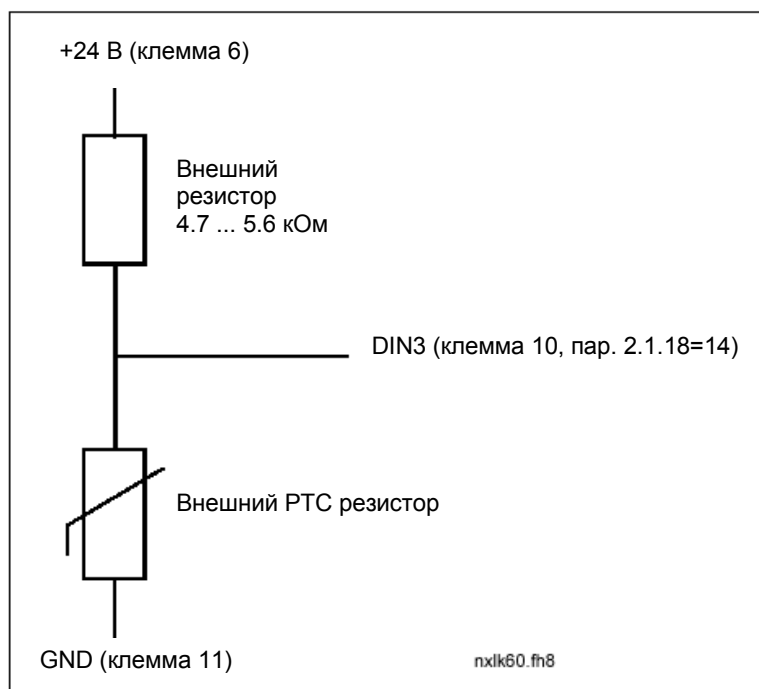 +24 В (клемма 6)
Внешний
резистор
4.7 ... 5.6 кОм
DIN3 (клемма 10, пар. 2.1.18=14)
Внешний РТС резистор
GND (клемма 11)
nxlk60.fh8